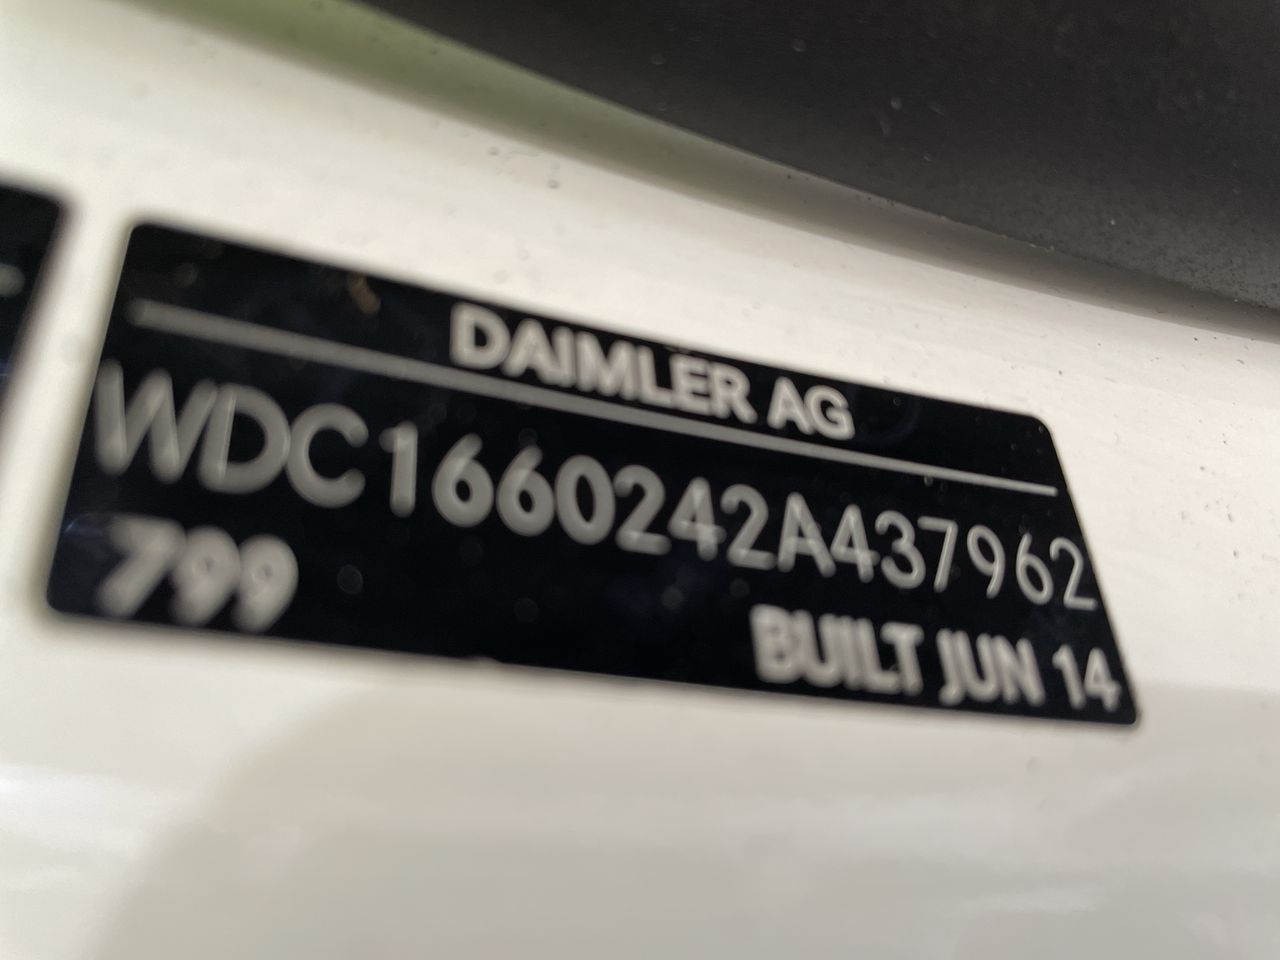 DAIMLER AG
WDC1660242A437962
799
BUILT JUN 14